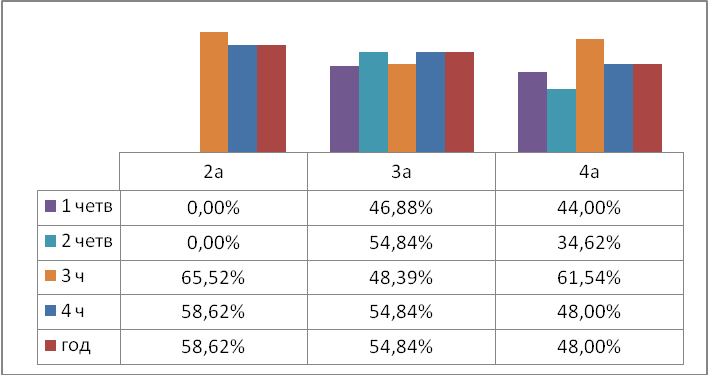 2а 3а 4а
1 четв 0,00% 46,88% 44,00%
2 четв 0,00% 54,84% 34,62%
3 ч 65,52% 48,39% 61,54%
4 ч 58,62% 54,84% 48,00%
год 58,62% 54,84% 48,00%